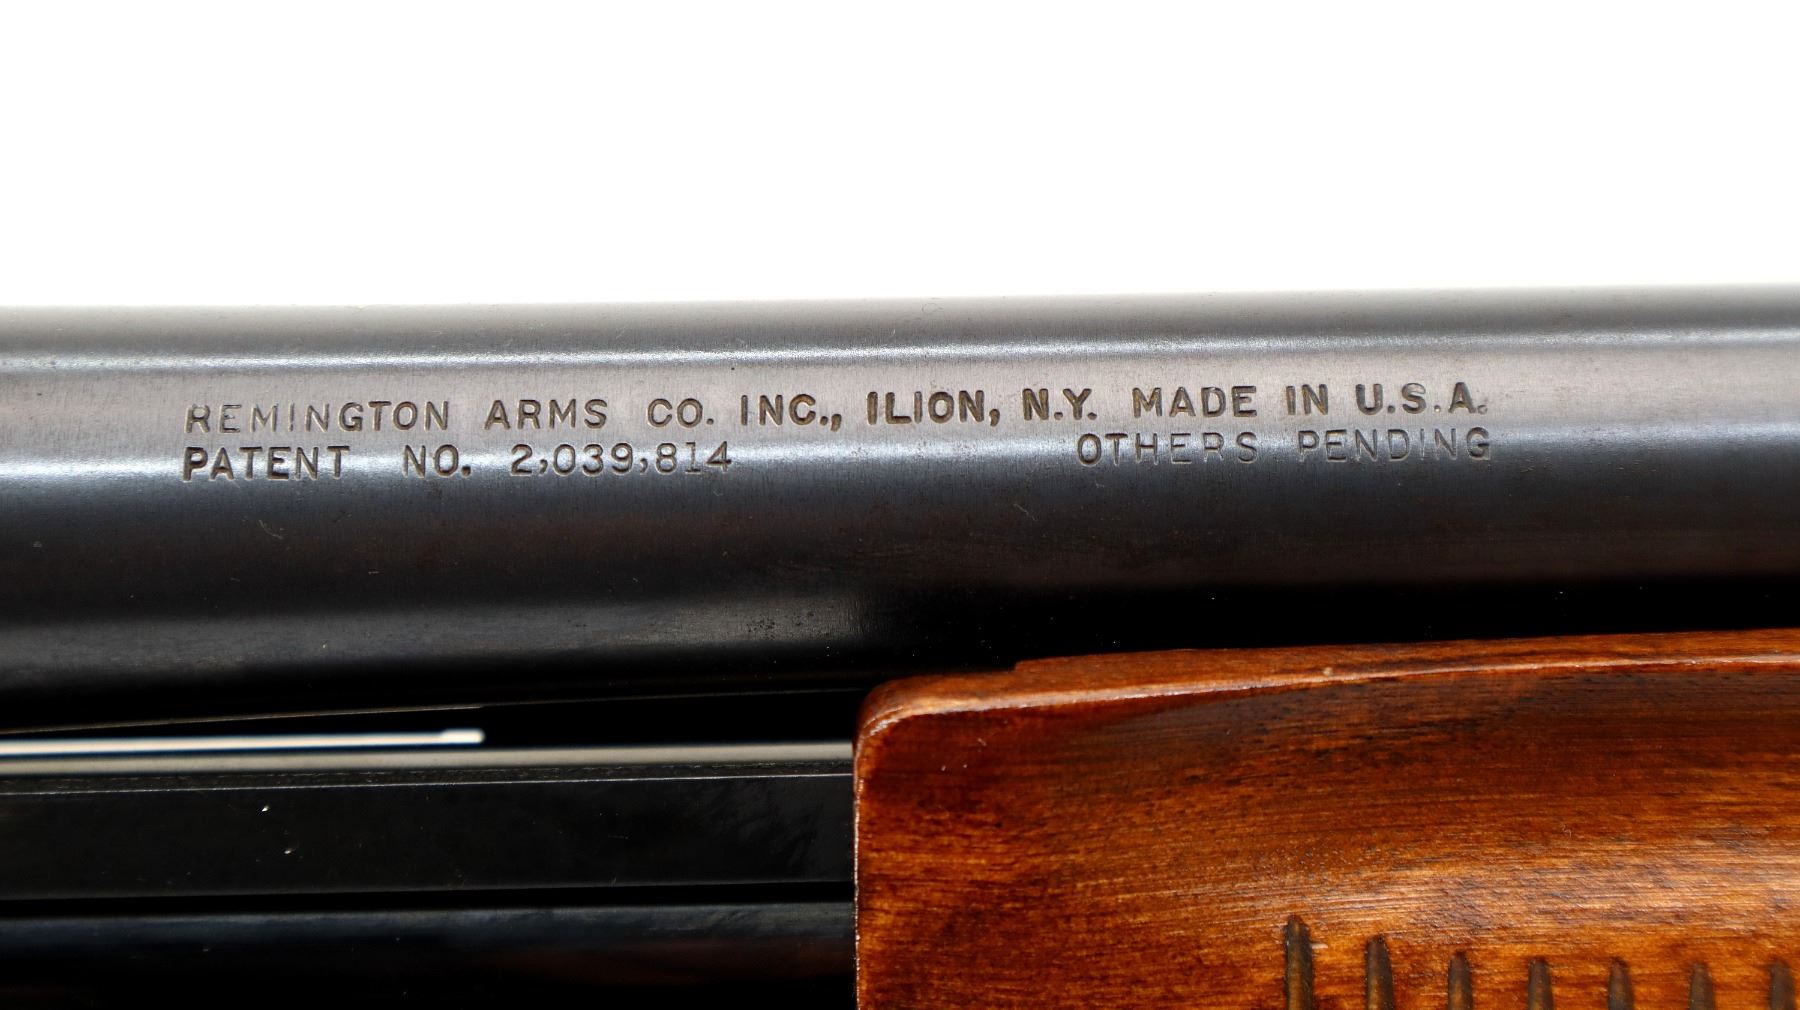 REMINGTON ARMS CO. INC., ILION, N.Y. MADE IN U.S.A.
PATENT NO. 2,039,814 OTHERS PENDING